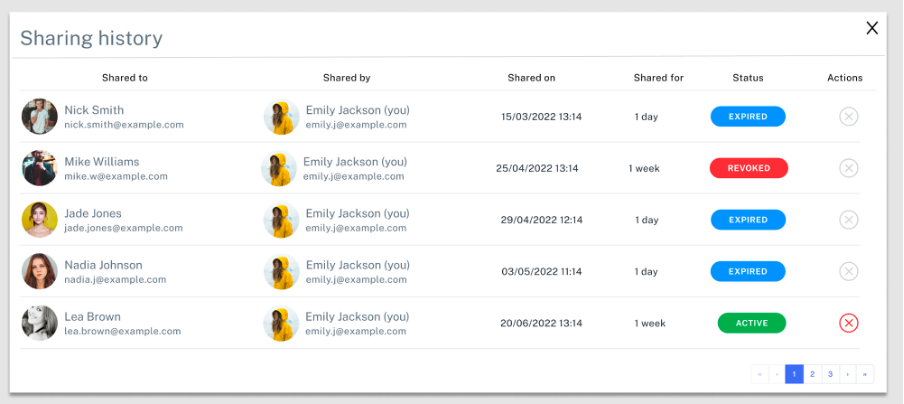 Sharing history
X
Shared to Shared by Shared on Shared for Status Actions
Nick Smith
nick.smith@example.com
Emily Jackson (you)
emily.j@example.com
15/03/2022 13:14 1 day EXPIRED
Mike Williams
mike.w@example.com
Emily Jackson (you)
emily.j@example.com
25/04/2022 13:14 1 week REVOKED
Jade Jones
jade.jones@example.com
Emily Jackson (you)
emily.j@example.com
29/04/2022 12:14 1 day EXPIRED
Nadia Johnson
nadia.j@example.com
Emily Jackson (you)
emily.j@example.com
03/05/2022 11:14 1 day EXPIRED
Lea Brown
lea.brown@example.com
Emily Jackson (you)
emily.j@example.com
20/06/2022 13:14 1 week ACTIVE
« ‹ 1 2 3 › »